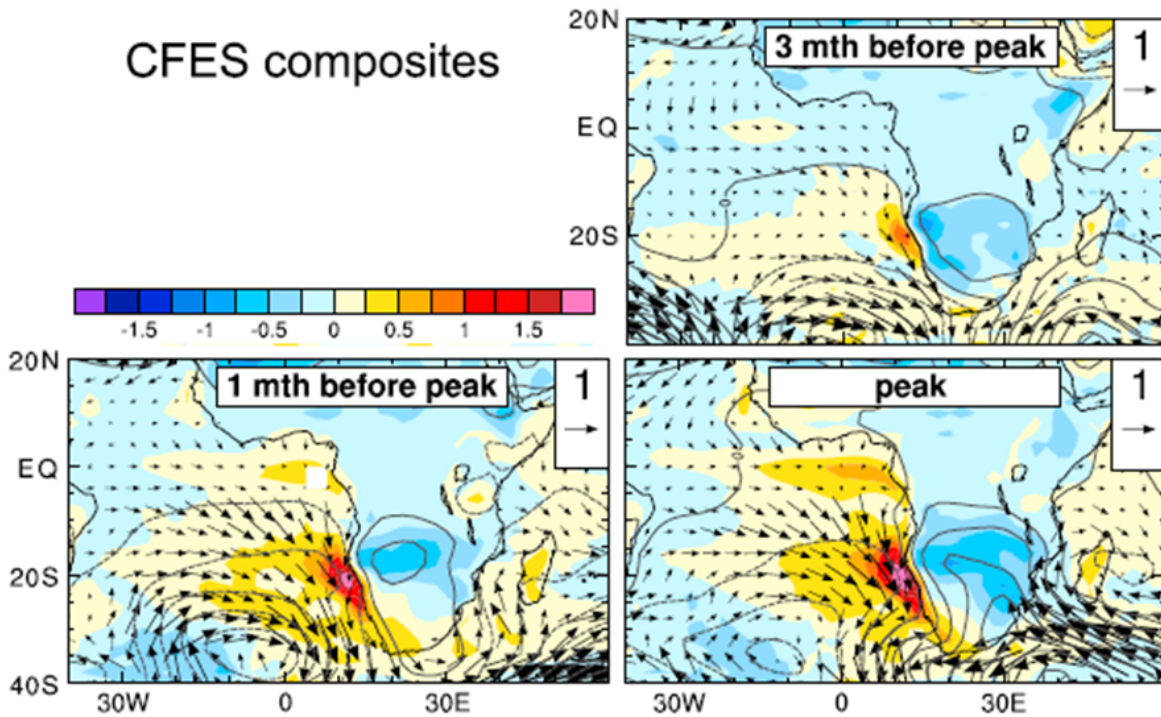 CFES composites
-1.5 -1 -0.5 0 0.5 1 1.5
20N
3 mth before peak
1
EQ
20S
20N
1 mth before peak
1
EQ
20S
40S
30W 0 30E
peak
1
30W 0 30E